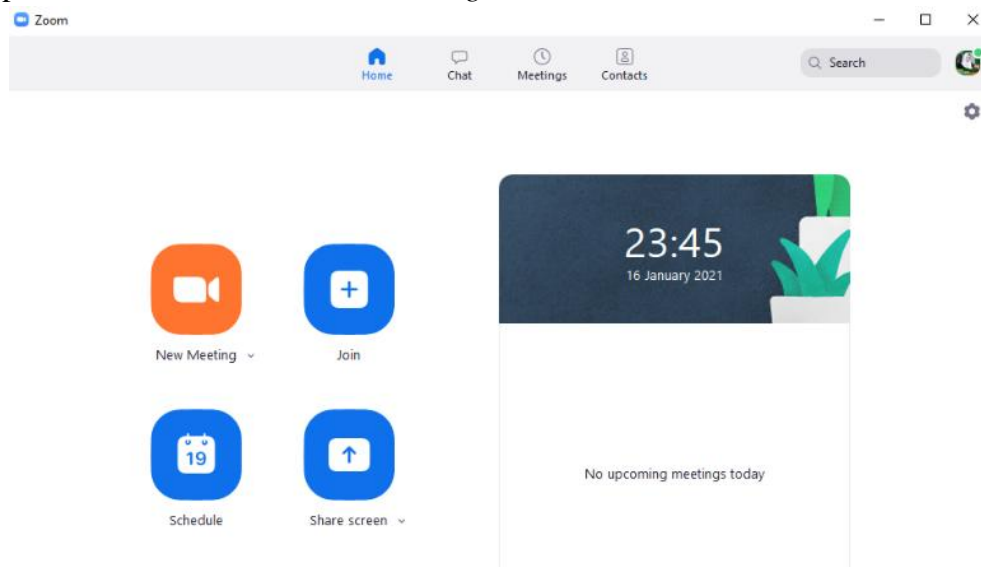 Zoom
Home Chat Meetings Contacts
Search
23:45
16 January 2021
New Meeting
Join
19
Schedule
Share screen
No upcoming meetings today